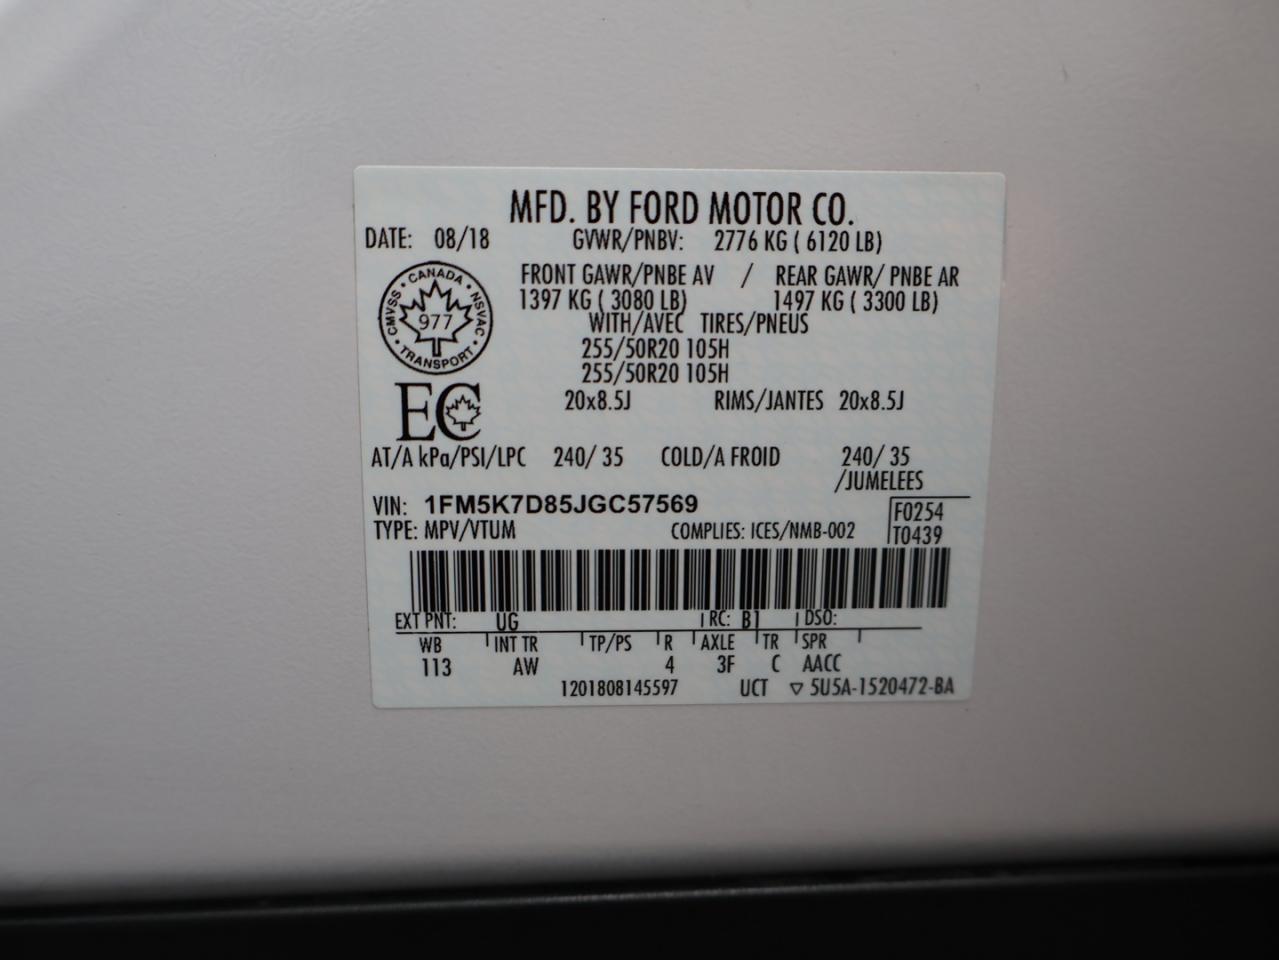 MFD. BY FORD MOTOR CO.
DATE: 08/18 GVWR/PNBV: 2776 KG ( 6120 LB)
FRONT GAWR/PNBE AV / REAR GAWR/ PNBE AR
1397 KG ( 3080 LB) 1497 KG ( 3300 LB)
WITH/AVEC TIRES/PNEUS
255/50R20 105H
255/50R20 105H
20x8.5J RIMS/JANTES 20x8.5J
CANADA • NSVAC • TRANSPORT • CMVSS •
977
EC
AT/A kPa/PSI/LPC 240/ 35 COLD/A FROID 240/ 35
/JUMELEES
VIN: 1FM5K7D85JGC57569
F0254
TYPE: MPV/VTUM COMPLIES: ICES/NMB-002 T0439
EXT PNT: UG RC: B1 DSO:
WB INT TR TP/PS R AXLE TR SPR
113 AW 4 3F C AACC
1201808145597 UCT ▽ 5U5A-1520472-BA